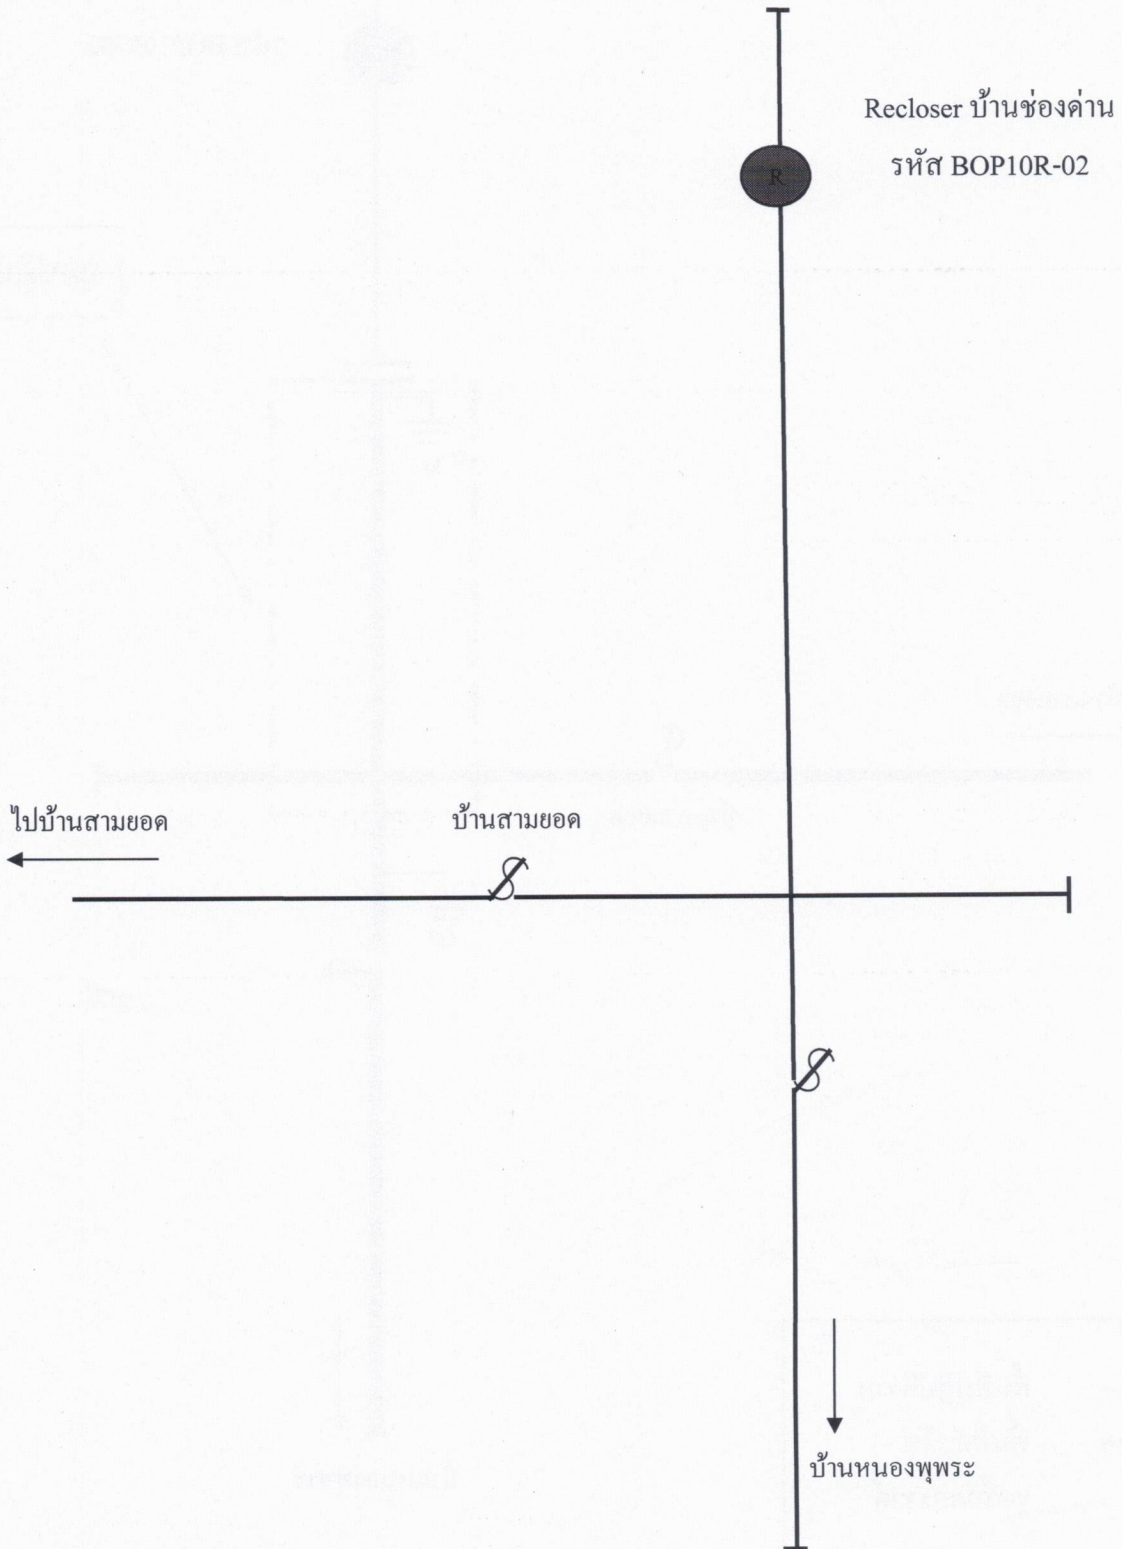 Recloser บ้านช่องด่าน
รหัส BOP10R-02
R
ไปบ้านสามยอด
บ้านสามยอด
บ้านหนองพุพระ